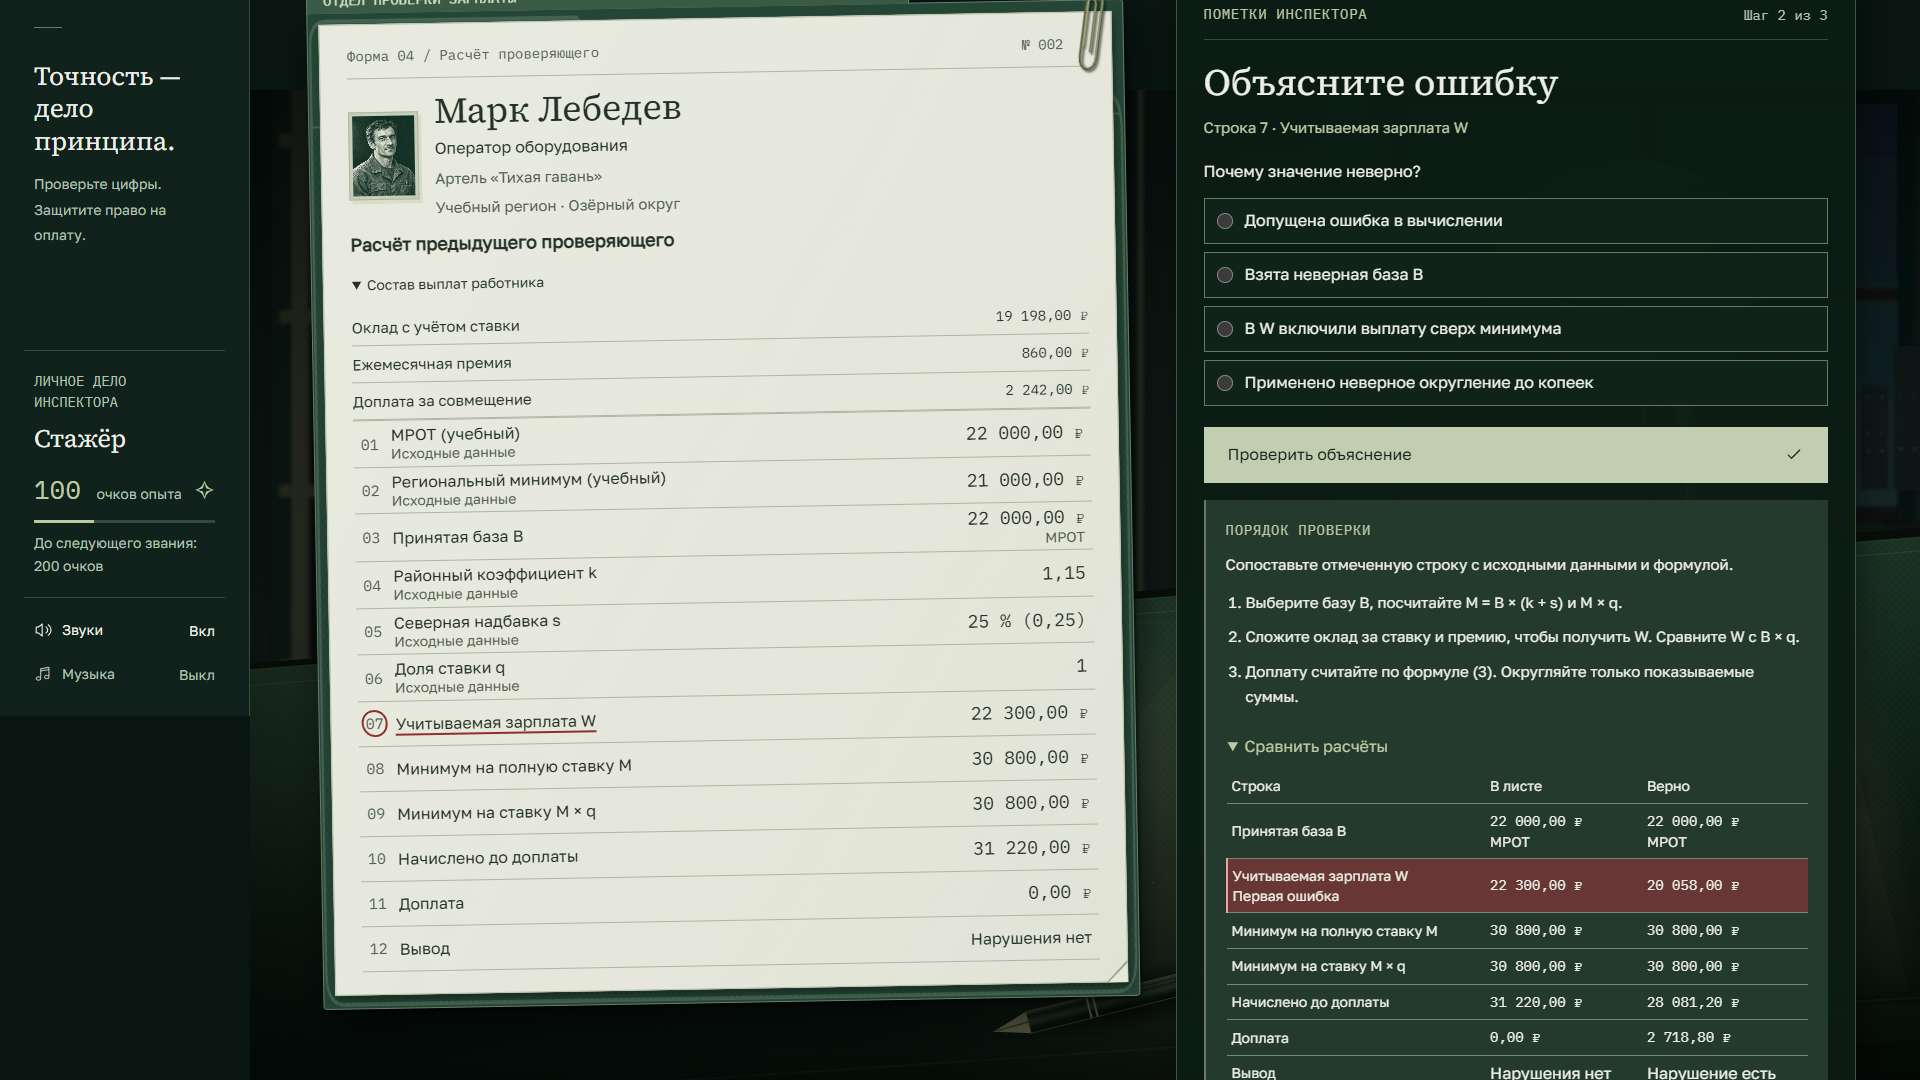 Точность —
дело
принципа.
Проверьте цифры.
Защитите право на
оплату.
ЛИЧНОЕ ДЕЛО
ИНСПЕКТОРА
Стажёр
100 очков опыта
До следующего звания:
200 очков
Звуки Вкл
Музыка Выкл
ОТДЕЛ ПРОВЕРКИ ЗАРПЛАТЫ
Форма 04 / Расчёт проверяющего № 002
Марк Лебедев
Оператор оборудования
Артель «Тихая гавань»
Учебный регион · Озёрный округ
Расчёт предыдущего проверяющего
▼ Состав выплат работника
Оклад с учётом ставки 19 198,00 ₽
Ежемесячная премия 860,00 ₽
Доплата за совмещение 2 242,00 ₽
01 МРОТ (учебный) 22 000,00 ₽
Исходные данные
02 Региональный минимум (учебный) 21 000,00 ₽
Исходные данные
03 Принятая база B 22 000,00 ₽
МРОТ
04 Районный коэффициент k 1,15
Исходные данные
05 Северная надбавка s 25 % (0,25)
Исходные данные
06 Доля ставки q 1
Исходные данные
07 Учитываемая зарплата W 22 300,00 ₽
08 Минимум на полную ставку M 30 800,00 ₽
09 Минимум на ставку M × q 30 800,00 ₽
10 Начислено до доплаты 31 220,00 ₽
11 Доплата 0,00 ₽
12 Вывод Нарушения нет
ПОМЕТКИ ИНСПЕКТОРА Шаг 2 из 3
Объясните ошибку
Строка 7 · Учитываемая зарплата W
Почему значение неверно?
Допущена ошибка в вычислении
Взята неверная база B
В W включили выплату сверх минимума
Применено неверное округление до копеек
Проверить объяснение ✓
ПОРЯДОК ПРОВЕРКИ
Сопоставьте отмеченную строку с исходными данными и формулой.
1. Выберите базу B, посчитайте M = B × (k + s) и M × q.
2. Сложите оклад за ставку и премию, чтобы получить W. Сравните W с B × q.
3. Доплату считайте по формуле (3). Округляйте только показываемые
суммы.
▼ Сравнить расчёты
Строка В листе Верно
Принятая база B 22 000,00 ₽ МРОТ 22 000,00 ₽ МРОТ
Учитываемая зарплата W 22 300,00 ₽ 20 058,00 ₽
Первая ошибка
Минимум на полную ставку M 30 800,00 ₽ 30 800,00 ₽
Минимум на ставку M × q 30 800,00 ₽ 30 800,00 ₽
Начислено до доплаты 31 220,00 ₽ 28 081,20 ₽
Доплата 0,00 ₽ 2 718,80 ₽
Вывод Нарушения нет Нарушение есть